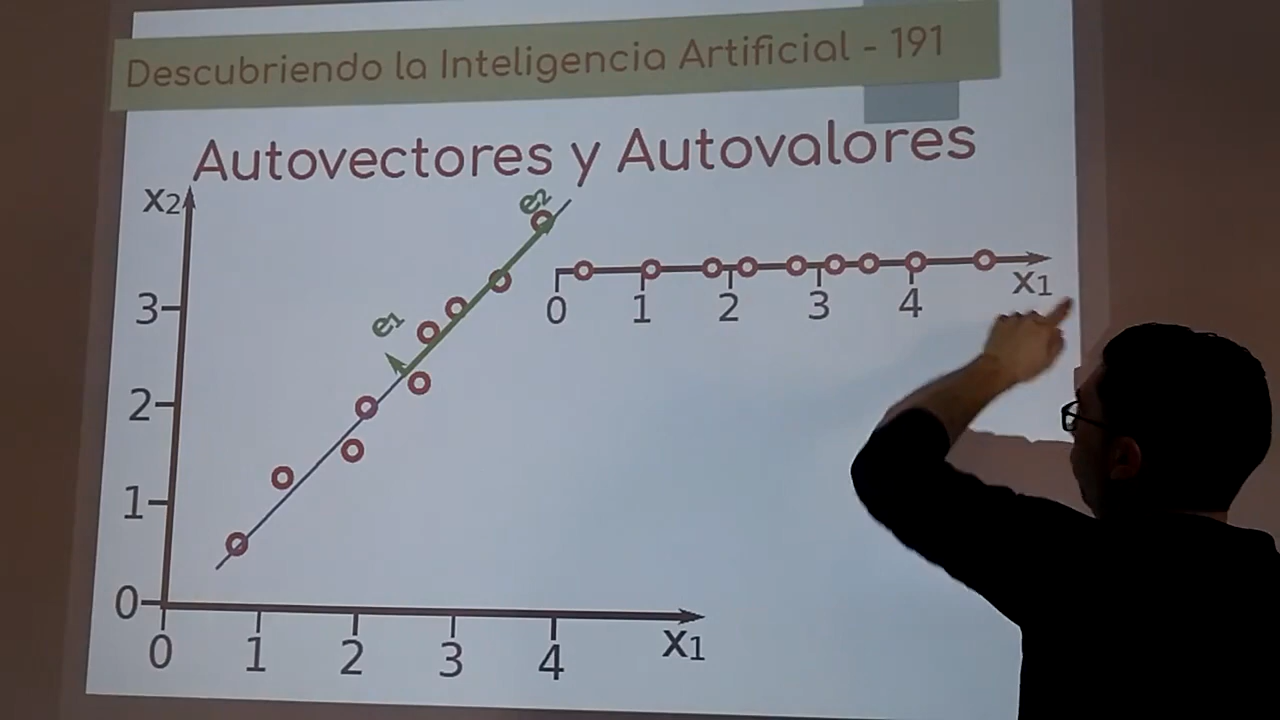 Descubriendo la Inteligencia Artificial - 191
Autovectores y Autovalores
x2
e2
e1
3
2
1
0
0 1 2 3 4 x1
0 1 2 3 4 x1